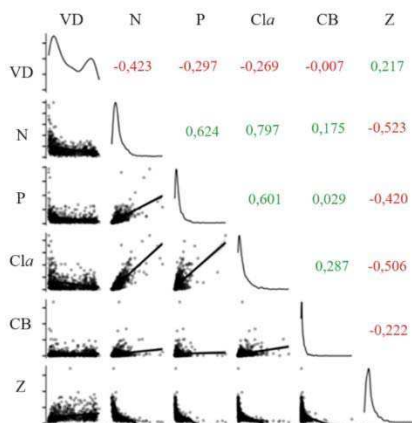 VD N P Cla CB Z
VD -0,423 -0,297 -0,269 -0,007 0,217
N 0,624 0,797 0,175 -0,523
P 0,601 0,029 -0,420
Cla 0,287 -0,506
CB -0,222
Z